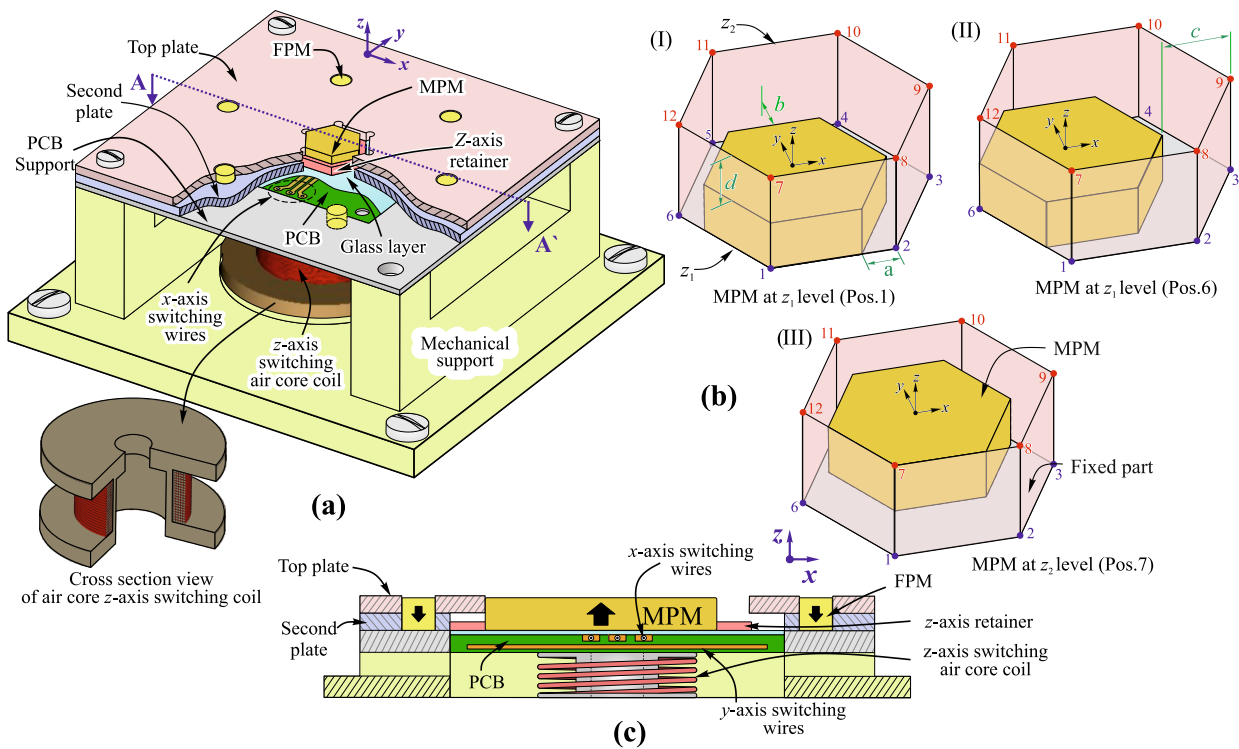 z
y
x
FPM
Top plate
MPM
A
Second
plate
Z-axis
retainer
PCB
Support
PCB
Glass layer
A`
x-axis
switching
wires
z-axis
switching
air core coil
Mechanical
support
(a)
Cross section view
of air core z-axis switching coil
(I)
z₂
11
10
9
b
12
5
4
z
y
x
8
7
d
3
6
2
z₁
1
a
MPM at z₁ level (Pos.1)
(II)
11
10
c
9
12
4
z
y
x
8
7
3
6
2
1
MPM at z₁ level (Pos.6)
(III)
11
10
MPM
9
12
z
y
x
8
7
3
Fixed part
6
2
1
MPM at z₂ level (Pos.7)
(b)
z
x
x-axis switching
wires
FPM
Top plate
MPM
Second
plate
z-axis retainer
z-axis switching
air core coil
PCB
y-axis switching
wires
(c)